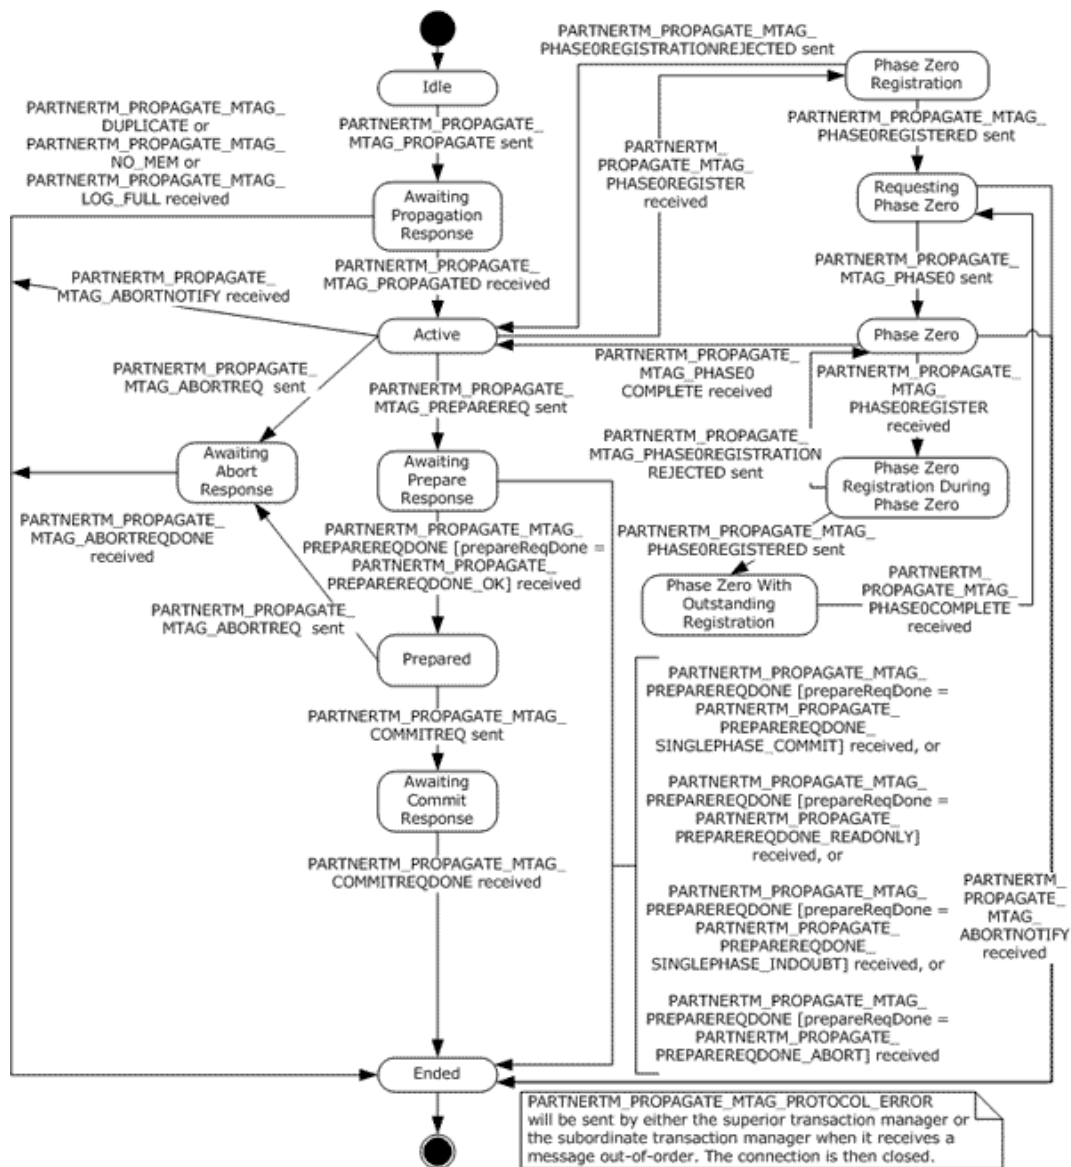 PARTNERTM_PROPAGATE_MTAG_
PHASE0REGISTRATIONREJECTED sent
Phase Zero
Registration
Idle
PARTNERTM_PROPAGATE_MTAG_
DUPLICATE or
PARTNERTM_PROPAGATE_MTAG_
NO_MEM or
PARTNERTM_PROPAGATE_MTAG_
LOG_FULL received
PARTNERTM_PROPAGATE_
MTAG_PROPAGATE sent
PARTNERTM_
PROPAGATE_MTAG_
PHASE0REGISTER
received
PARTNERTM_PROPAGATE_MTAG_
PHASE0REGISTERED sent
Awaiting
Propagation
Response
Requesting
Phase Zero
PARTNERTM_PROPAGATE_
MTAG_ABORTNOTIFY received
PARTNERTM_PROPAGATE_
MTAG_PROPAGATED received
PARTNERTM_PROPAGATE_
MTAG_PHASE0 sent
Active
Phase Zero
PARTNERTM_PROPAGATE_
MTAG_ABORTREQ sent
PARTNERTM_PROPAGATE_
MTAG_PREPAREREQ sent
PARTNERTM_PROPAGATE_
MTAG_PHASE0
COMPLETE received
PARTNERTM_PROPAGATE_
MTAG_
PHASE0REGISTER
received
PARTNERTM_PROPAGATE_
MTAG_PHASE0REGISTRATION
REJECTED sent
Awaiting
Abort
Response
Awaiting
Prepare
Response
Phase Zero
Registration During
Phase Zero
PARTNERTM_PROPAGATE_
MTAG_ABORTREQDONE
received
PARTNERTM_PROPAGATE_MTAG_
PREPAREREQDONE [prepareReqDone =
PARTNERTM_PROPAGATE_
PREPAREREQDONE_OK] received
PARTNERTM_PROPAGATE_MTAG_
PHASE0REGISTERED sent
Phase Zero With
Outstanding
Registration
PARTNERTM_
PROPAGATE_MTAG_
PHASE0COMPLETE
received
PARTNERTM_PROPAGATE_
MTAG_ABORTREQ sent
Prepared
PARTNERTM_PROPAGATE_MTAG_
COMMITREQ sent
Awaiting
Commit
Response
PARTNERTM_PROPAGATE_MTAG_
COMMITREQDONE received
PARTNERTM_PROPAGATE_MTAG_
PREPAREREQDONE [prepareReqDone =
PARTNERTM_PROPAGATE_
PREPAREREQDONE_
SINGLEPHASE_COMMIT] received, or
PARTNERTM_PROPAGATE_MTAG_
PREPAREREQDONE [prepareReqDone =
PARTNERTM_PROPAGATE_
PREPAREREQDONE_READONLY]
received, or
PARTNERTM_PROPAGATE_MTAG_
PREPAREREQDONE [prepareReqDone =
PARTNERTM_PROPAGATE_
PREPAREREQDONE_
SINGLEPHASE_INDOUBT] received, or
PARTNERTM_PROPAGATE_MTAG_
PREPAREREQDONE [prepareReqDone =
PARTNERTM_PROPAGATE_
PREPAREREQDONE_ABORT] received
PARTNERTM_
PROPAGATE_
MTAG_
ABORTNOTIFY
received
Ended
PARTNERTM_PROPAGATE_MTAG_PROTOCOL_ERROR
will be sent by either the superior transaction manager or
the subordinate transaction manager when it receives a
message out-of-order. The connection is then closed.